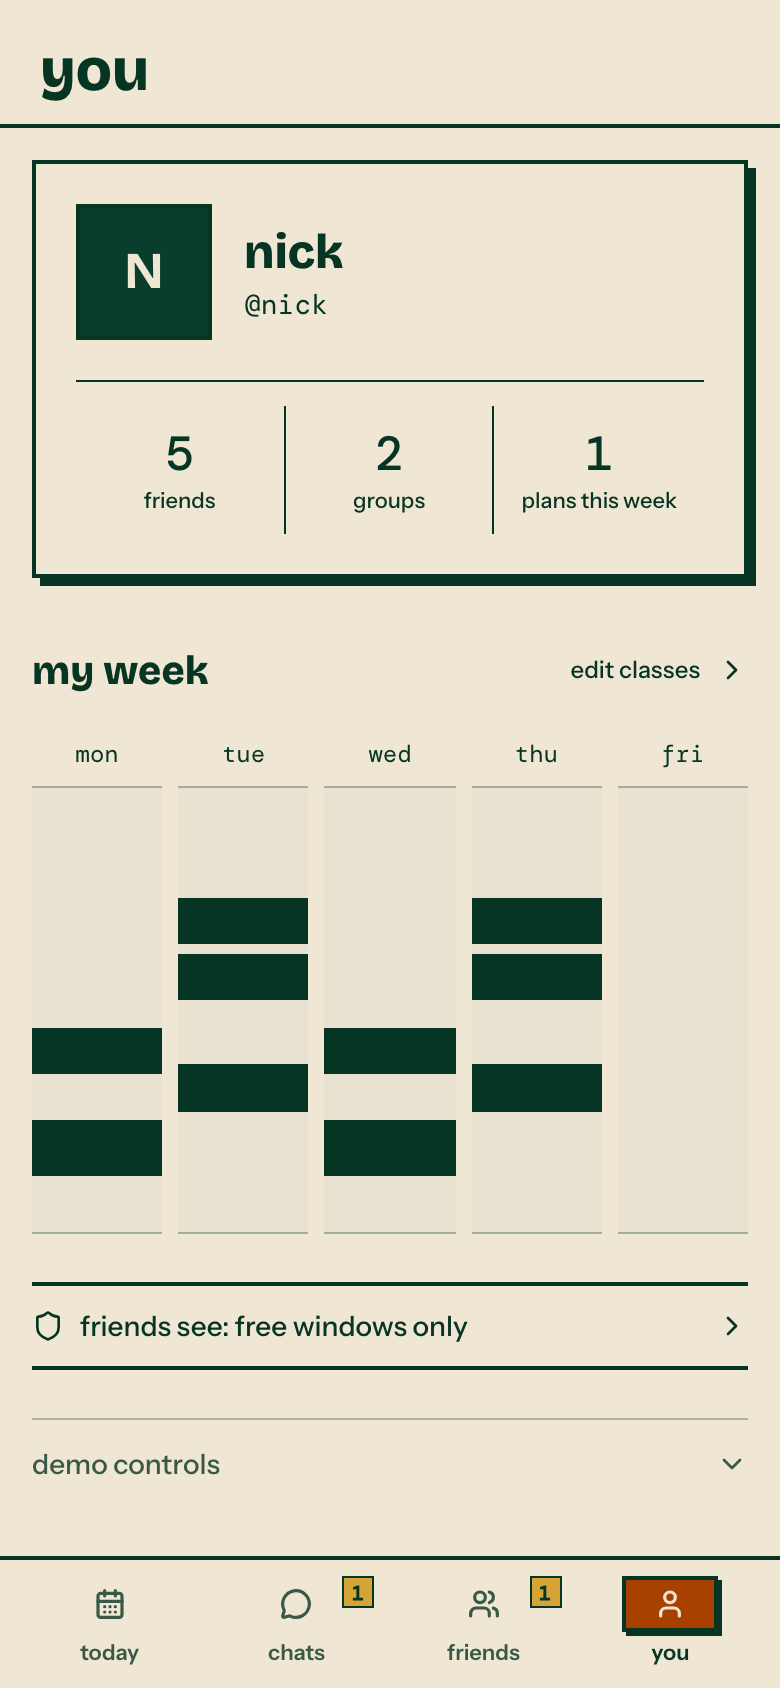 you
N
nick
@nick
5 2 1
friends groups plans this week
my week edit classes
mon tue wed thu fri
friends see: free windows only
demo controls
1 1
today chats friends you